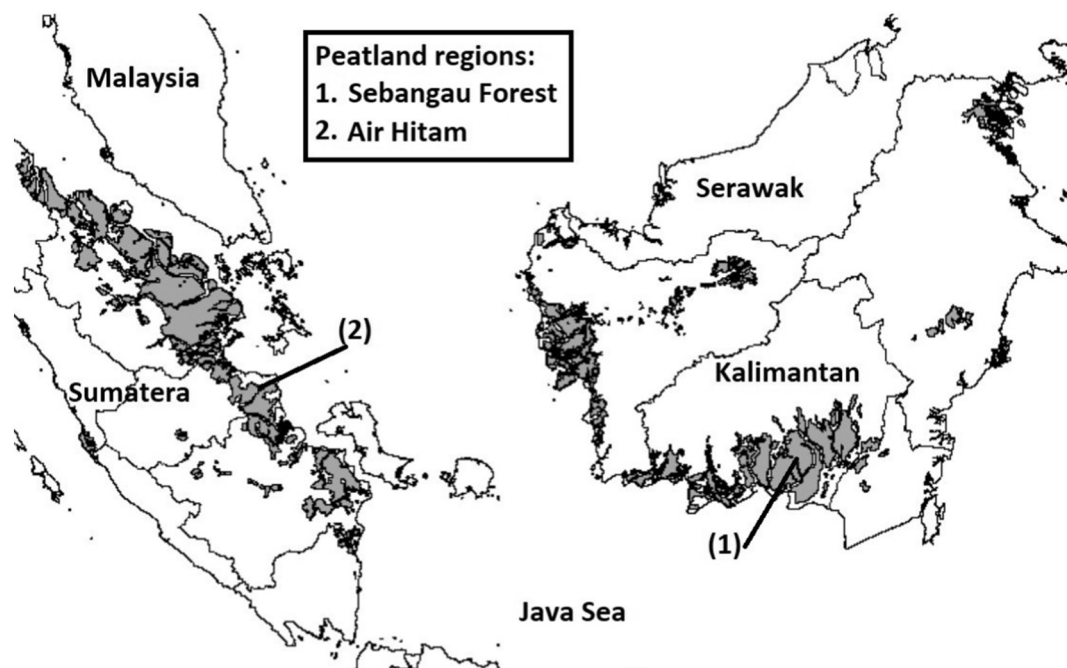 Malaysia
Peatland regions:
1. Sebangau Forest
2. Air Hitam
Serawak
(2)
Sumatera
Kalimantan
(1)
Java Sea